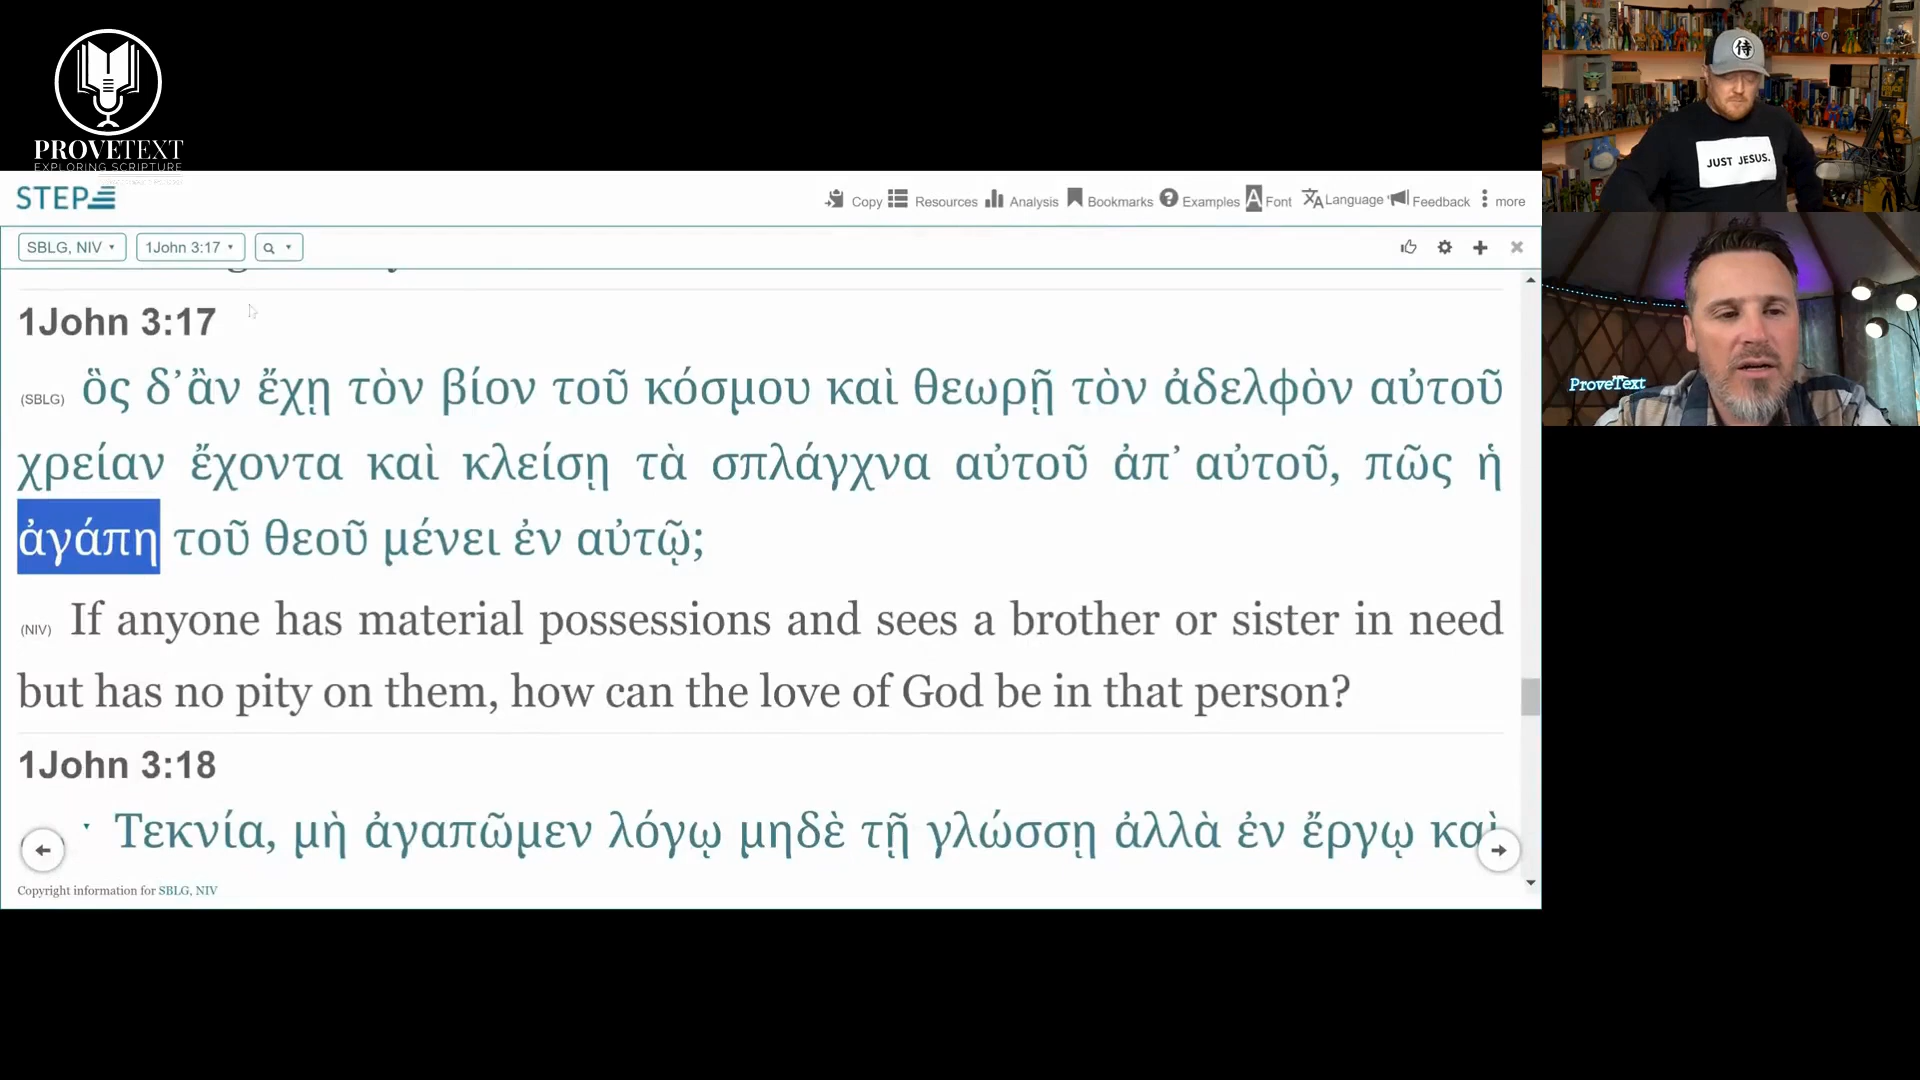 PROVETEXT
EXPLORING SCRIPTURE
STEP
Copy Resources Analysis Bookmarks Examples A Font Language Feedback more
SBLG, NIV 1John 3:17
1John 3:17
(SBLG) ὃς δ’ ἂν ἔχῃ τὸν βίον τοῦ κόσμου καὶ θεωρῇ τὸν ἀδελφὸν αὐτοῦ
χρείαν ἔχοντα καὶ κλείσῃ τὰ σπλάγχνα αὐτοῦ ἀπ’ αὐτοῦ, πῶς ἡ
ἀγάπη τοῦ θεοῦ μένει ἐν αὐτῷ;
(NIV) If anyone has material possessions and sees a brother or sister in need
but has no pity on them, how can the love of God be in that person?
1John 3:18
Τεκνία, μὴ ἀγαπῶμεν λόγῳ μηδὲ τῇ γλώσσῃ ἀλλὰ ἐν ἔργῳ καὶ
Copyright information for SBLG, NIV
侍
JUST JESUS.
ProveText